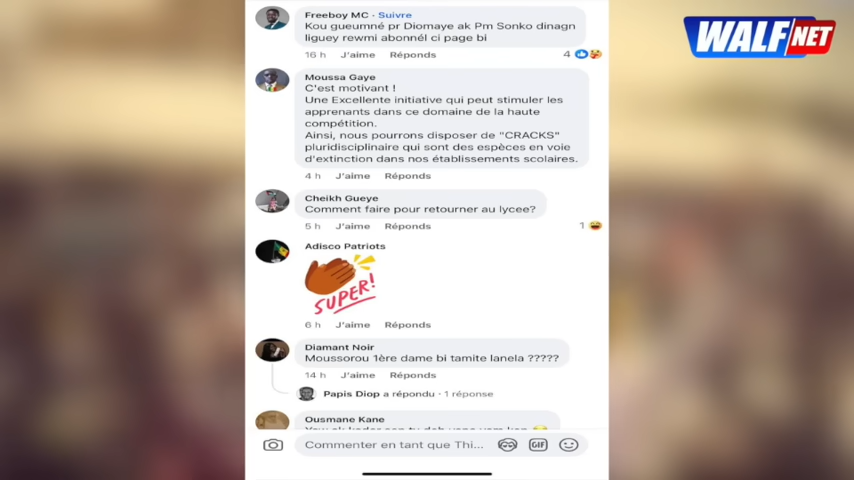 WALFNET
Freeboy MC · Suivre
Kou gueumné pr Diomaye ak Pm Sonko dinagn
liguey rewmi abonnél ci page bi
16 h J'aime Réponds 4
Moussa Gaye
C'est motivant !
Une Excellente initiative qui peut stimuler les
apprenants dans ce domaine de la haute
compétition.
Ainsi, nous pourrons disposer de "CRACKS"
pluridisciplinaire qui sont des espèces en voie
d'extinction dans nos établissements scolaires.
4 h J'aime Réponds
Cheikh Gueye
Comment faire pour retourner au lycee?
5 h J'aime Réponds 1
Adisco Patriots
SUPER!
6 h J'aime Réponds
Diamant Noir
Moussorou 1ère dame bi tamite lanela ?????
14 h J'aime Réponds
Papis Diop a répondu · 1 réponse
Ousmane Kane
Commenter en tant que Thi... GIF